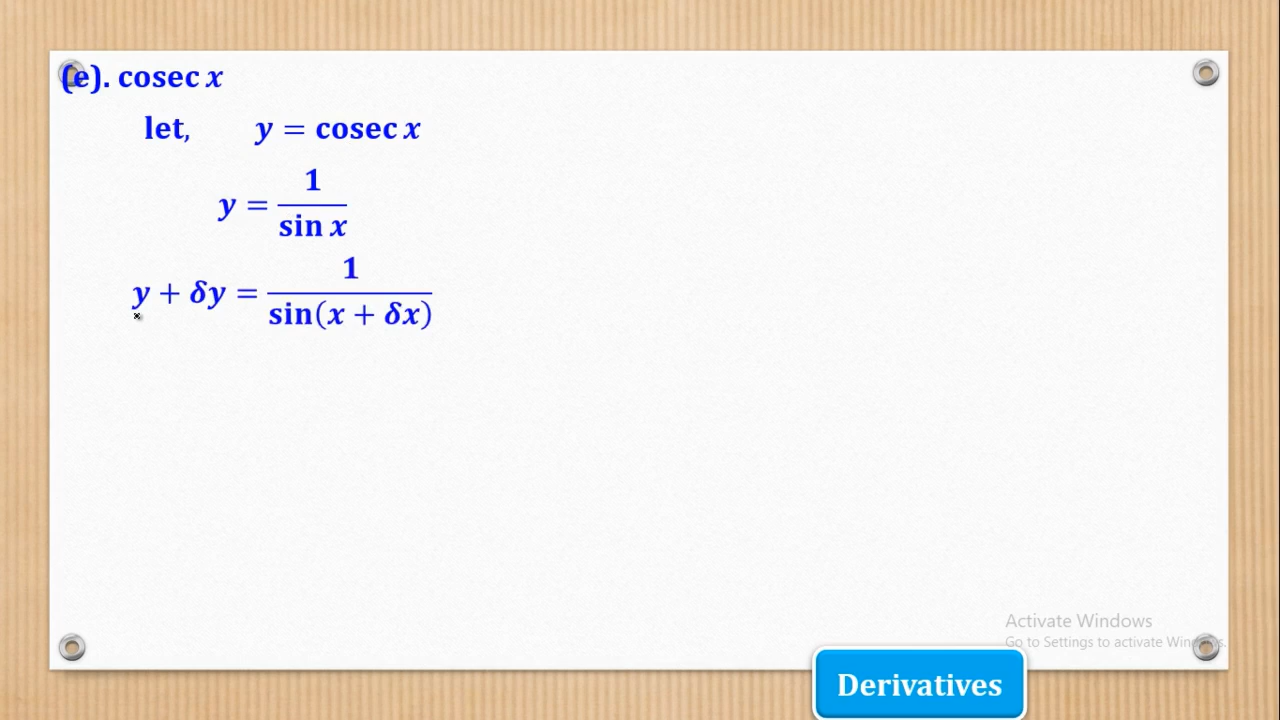 (e). cosec x
let, y = cosec x
y = 1 / sin x
y + δy = 1 / sin(x + δx)
Activate Windows
Go to Settings to activate Windows.
Derivatives